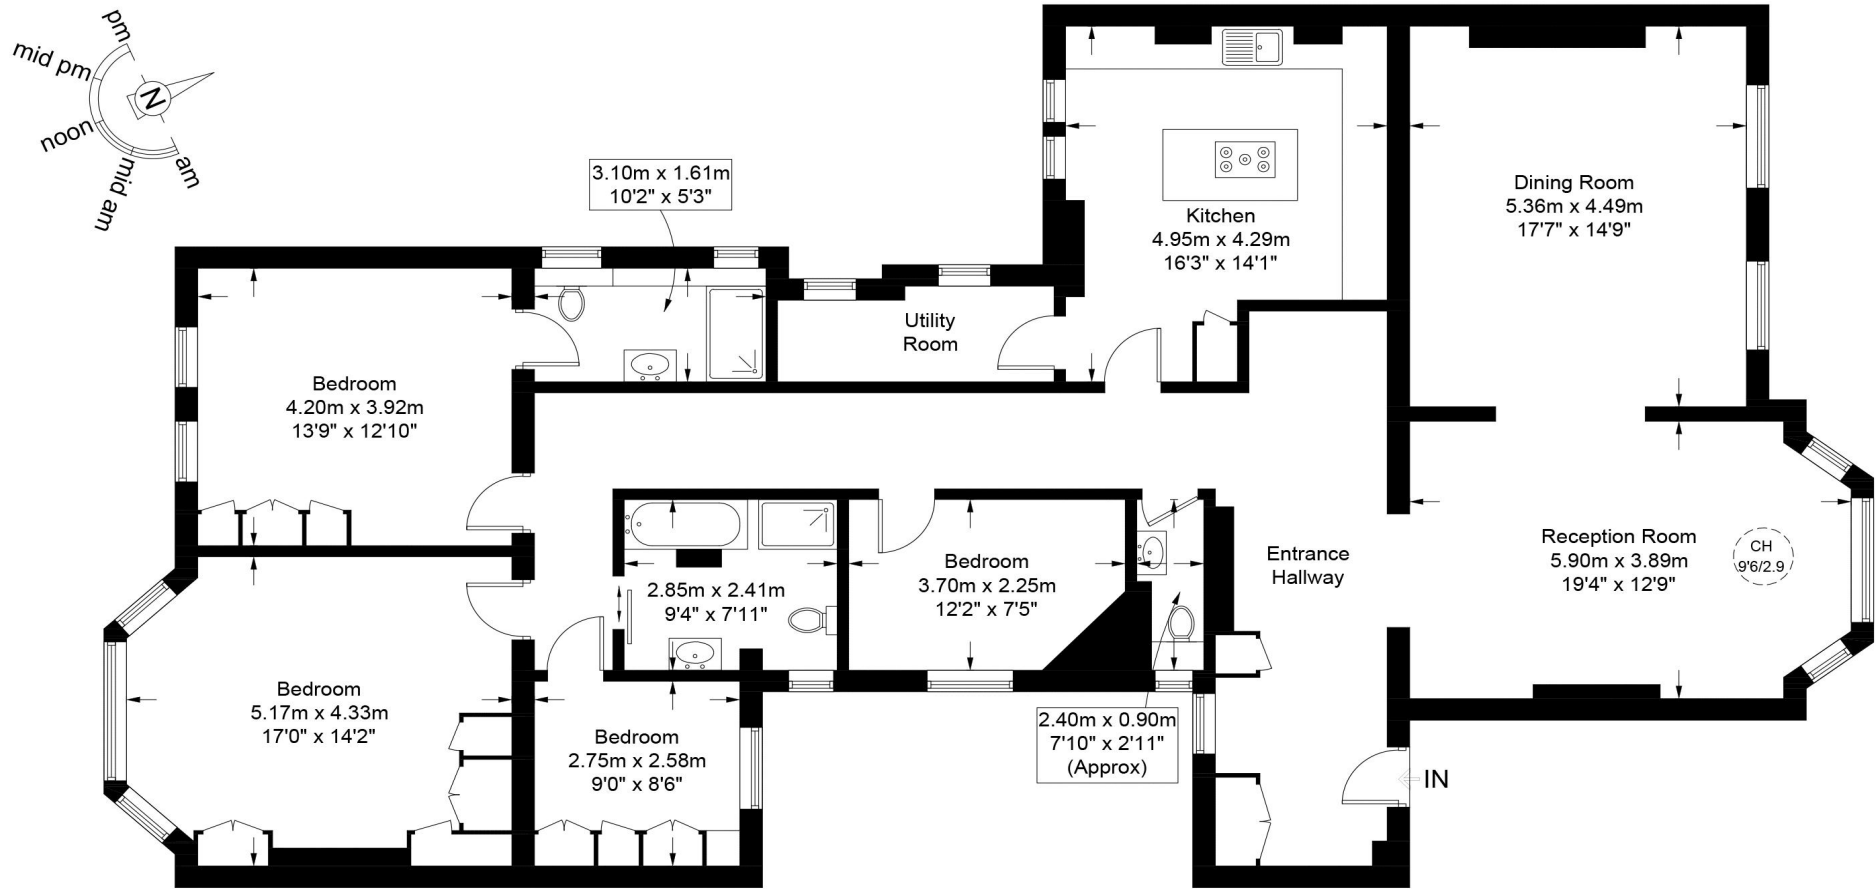 pm
mid pm
N
noon
mid am
am
3.10m x 1.61m
10'2" x 5'3"
Kitchen
4.95m x 4.29m
16'3" x 14'1"
Dining Room
5.36m x 4.49m
17'7" x 14'9"
Utility
Room
Bedroom
4.20m x 3.92m
13'9" x 12'10"
2.85m x 2.41m
9'4" x 7'11"
Bedroom
3.70m x 2.25m
12'2" x 7'5"
Entrance
Hallway
Reception Room
5.90m x 3.89m
19'4" x 12'9"
CH
9'6/2.9
Bedroom
5.17m x 4.33m
17'0" x 14'2"
Bedroom
2.75m x 2.58m
9'0" x 8'6"
2.40m x 0.90m
7'10" x 2'11"
(Approx)
IN